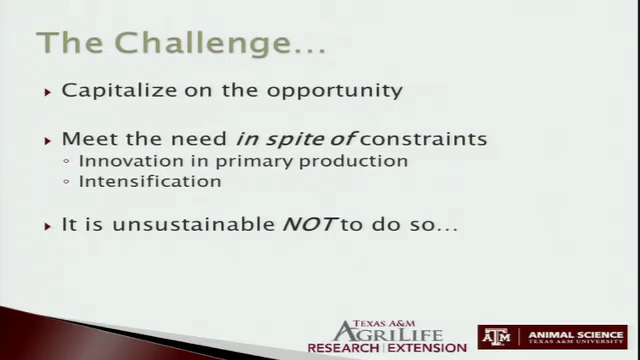 The Challenge...
Capitalize on the opportunity
Meet the need in spite of constraints
Innovation in primary production
Intensification
It is unsustainable NOT to do so...
TEXAS A&M
AGRILIFE
RESEARCH | EXTENSION
ATM
ANIMAL SCIENCE
TEXAS A&M UNIVERSITY